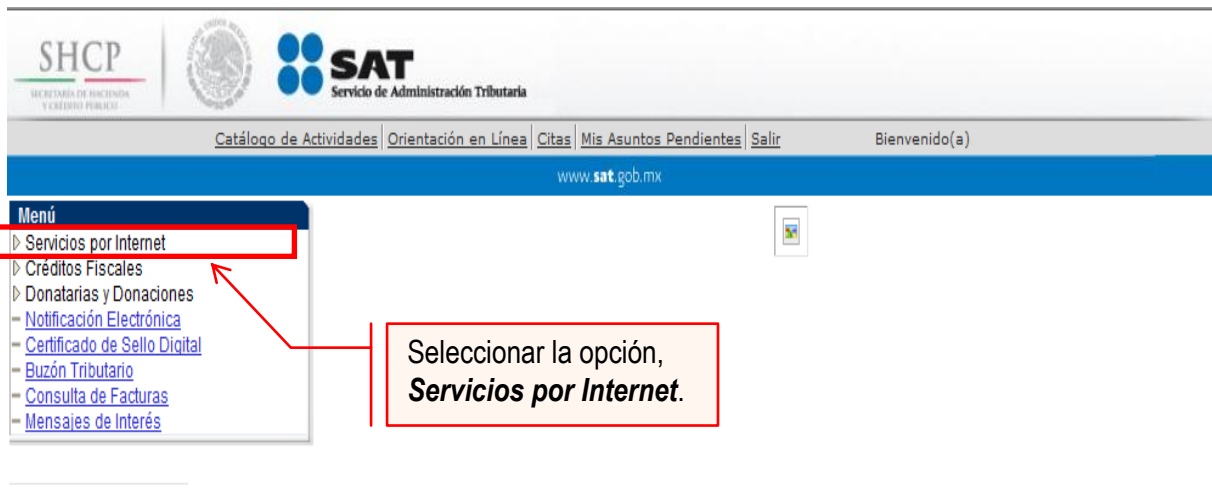 SHCP
SECRETARÍA DE HACIENDA
Y CRÉDITO PÚBLICO
SAT
Servicio de Administración Tributaria
Catálogo de Actividades Orientación en Línea Citas Mis Asuntos Pendientes Salir Bienvenido(a)
www.sat.gob.mx
Menú
Servicios por Internet
Créditos Fiscales
Donatarias y Donaciones
Notificación Electrónica
Certificado de Sello Digital
Buzón Tributario
Consulta de Facturas
Mensajes de Interés
Seleccionar la opción,
Servicios por Internet.